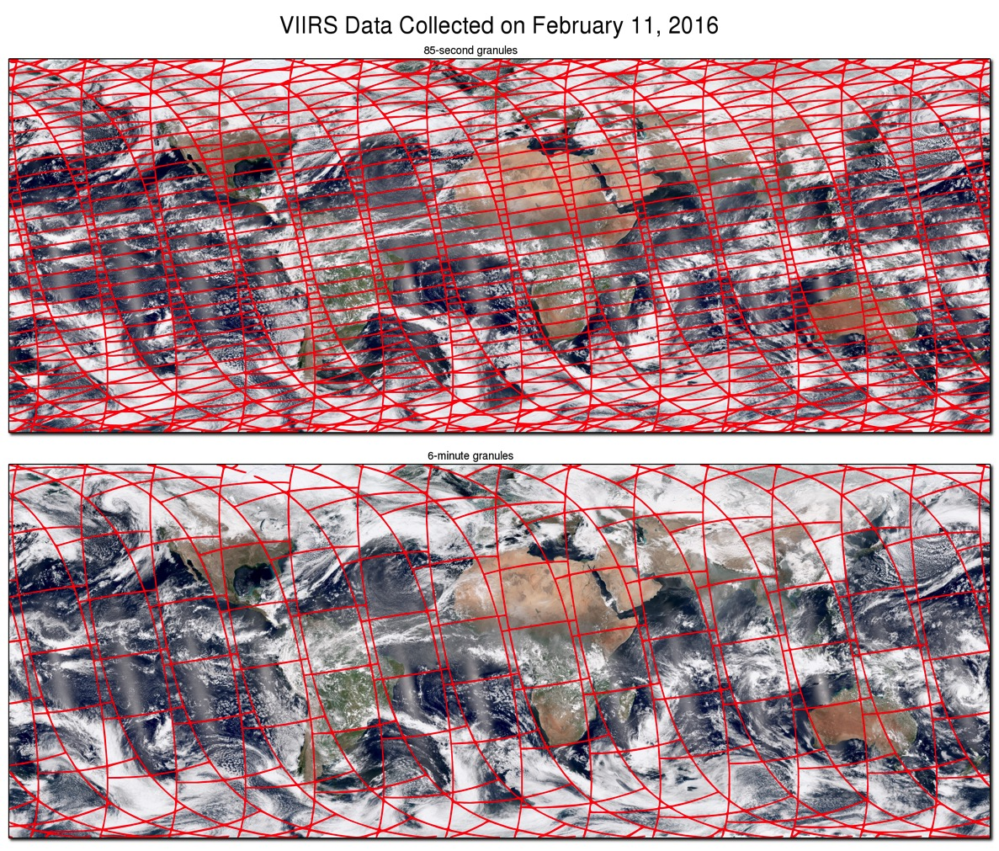 VIIRS Data Collected on February 11, 2016
85-second granules
6-minute granules